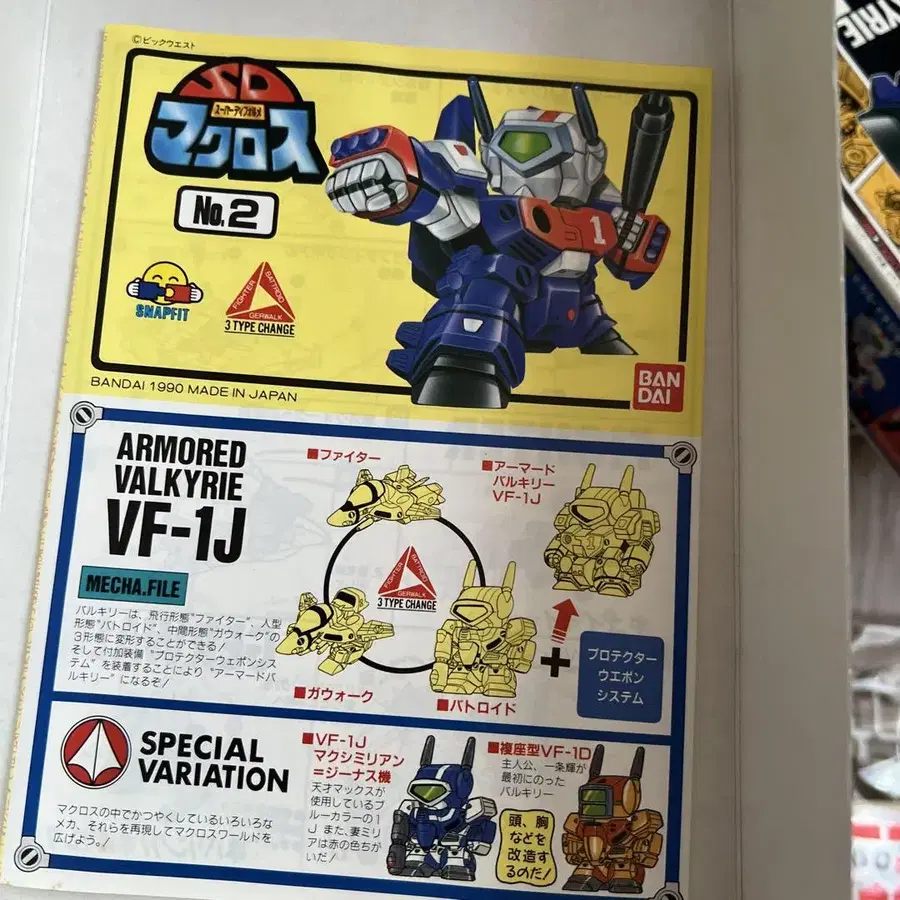 ©ビックウエスト
SD
スーパーディフォルメ
マクロス
No.2
SNAPFIT
FIGHTER
BATTROID
GERWALK
3 TYPE CHANGE
1
BANDAI 1990 MADE IN JAPAN
BAN
DAI
ARMORED
VALKYRIE
VF-1J
MECHA.FILE
バルキリーは、飛行形態"ファイター"、人型
形態"バトロイド"、中間形態"ガウォーク"の
3形態に変形することができる!
そして付加装備"プロテクターウェポンシス
テム"を装着することにより"アーマードバ
ルキリー"になるぞ!
■ファイター
■アーマード
バルキリー
VF-1J
FIGHTER
BATTROID
GERWALK
3 TYPE CHANGE
■ガウォーク
■バトロイド
+
プロテクター
ウエポン
システム
SPECIAL
VARIATION
マクロスの中でかつやくしているいろいろな
メカ、それらを再現してマクロスワールドを
広げよう。!
■VF-1J
マクシミリアン
=ジーナス機
天才マックスが
使用しているブ
ルーカラーの1
J また、妻ミリ
アは赤の色ちが
いだ!
■複座型VF-1D
主人公、一条輝が
最初にのった
バルキリー
頭、胸
などを
改造す
るのだ!